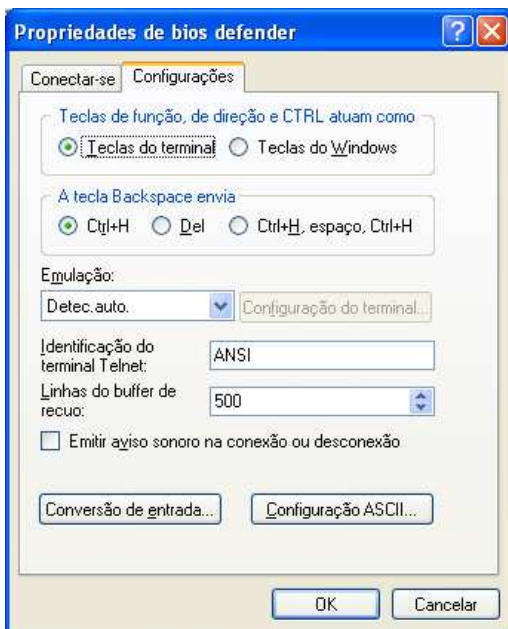 Propriedades de bios defender
Conectar-se
Configurações
Teclas de função, de direção e CTRL atuam como
Teclas do terminal
Teclas do Windows
A tecla Backspace envia
Ctrl+H
Del
Ctrl+H, espaço, Ctrl+H
Emulação:
Detec.auto.
Configuração do terminal...
Identificação do
terminal Telnet:
ANSI
Linhas do buffer de
recuo:
500
Emitir aviso sonoro na conexão ou desconexão
Conversão de entrada...
Configuração ASCII...
OK
Cancelar